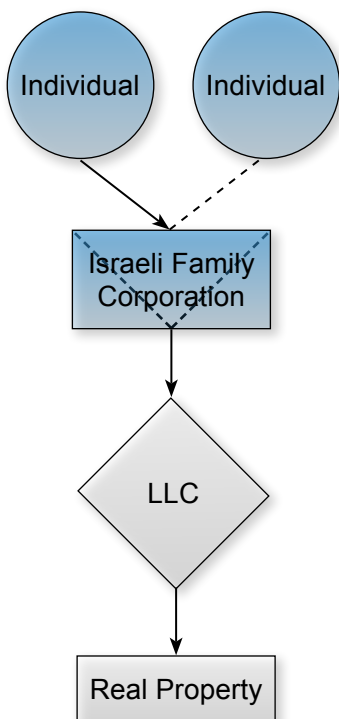 Individual
Individual
Israeli Family
Corporation
LLC
Real Property